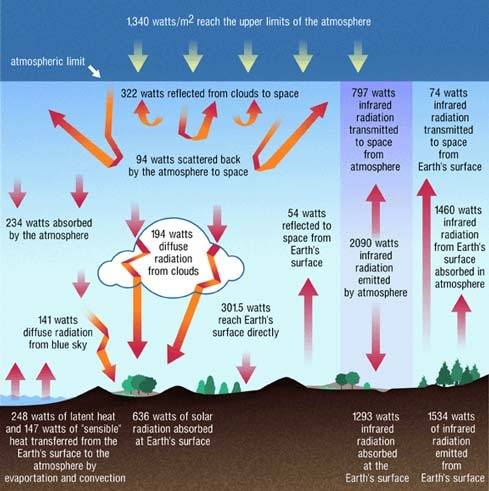 1,340 watts/m2 reach the upper limits of the atmosphere
atmospheric limit
322 watts reflected from clouds to space
797 watts
infrared
radiation
transmitted
to space
from
atmosphere
74 watts
infrared
radiation
transmitted
to space
from
Earth's surface
94 watts scattered back
by the atmosphere to space
234 watts absorbed
by the atmosphere
194 watts
diffuse
radiation
from clouds
54 watts
reflected to
space from
Earth's
surface
2090 watts
infrared
radiation
emitted
by atmosphere
1460 watts
infrared
radiation
from Earth's
surface
absorbed in
atmosphere
141 watts
diffuse radiation
from blue sky
301.5 watts
reach Earth's
surface directly
248 watts of latent heat
and 147 watts of "sensible"
heat transferred from the
Earth's surface to the
atmosphere by
evaportation and convection
636 watts of solar
radiation absorbed
at Earth's surface
1293 watts
infrared
radiation
absorbed
at the
Earth's surface
1534 watts
of infrared
radiation
emitted
from
Earth's surface